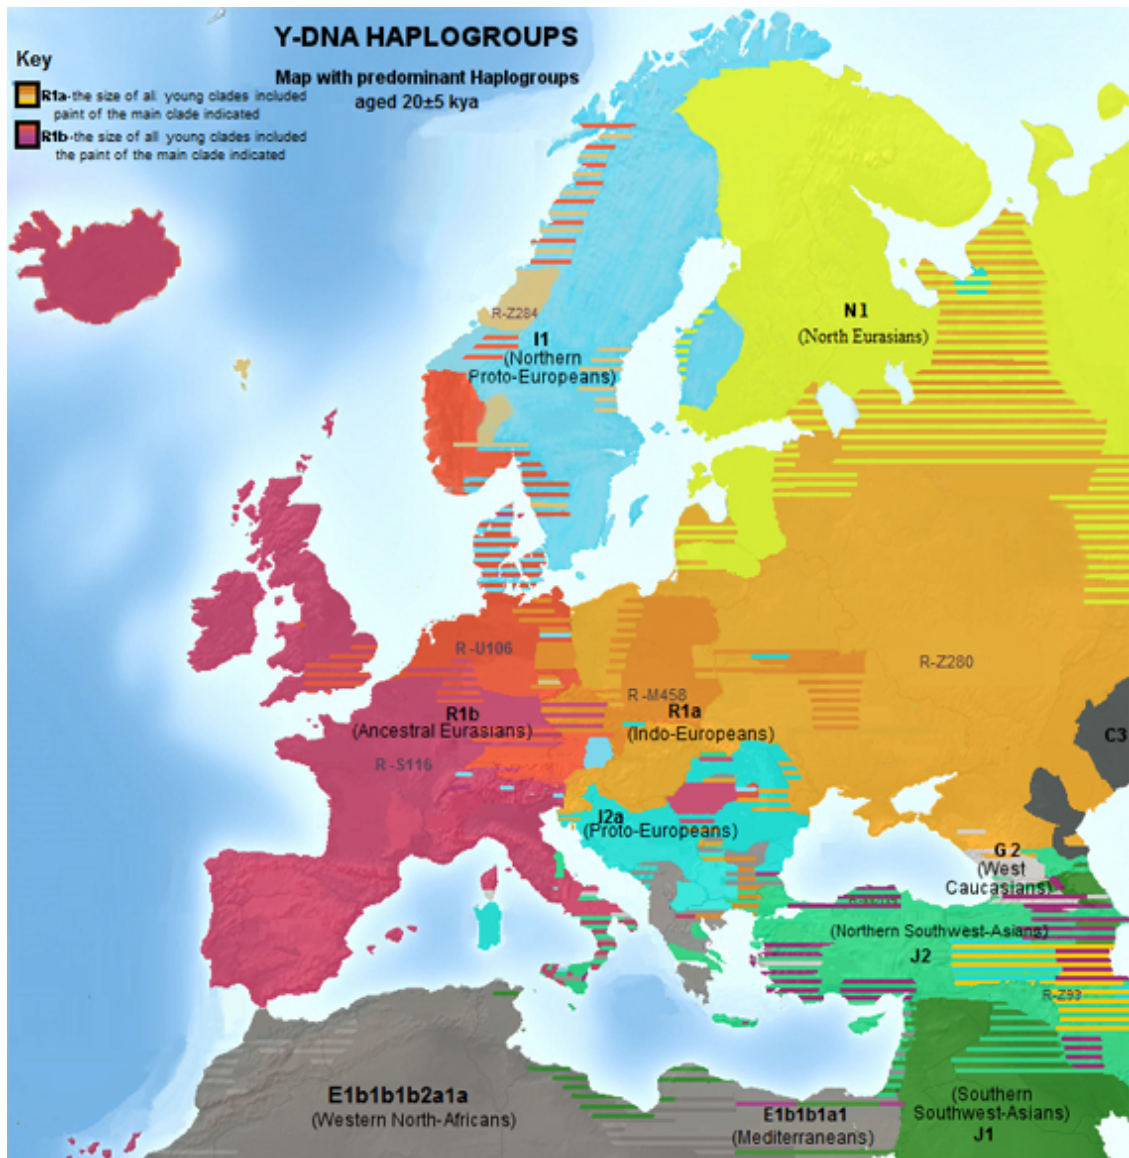 Y-DNA HAPLOGROUPS
Map with predominant Haplogroups
aged 20±5 kya
Key
R1a-the size of all young clades included
paint of the main clade indicated
R1b-the size of all young clades included
the paint of the main clade indicated
R-Z284
I1
(Northern
Proto-Europeans)
N1
(North Eurasians)
R-U106
R-Z280
R-M458
R1b
(Ancestral Eurasians)
R1a
(Indo-Europeans)
C3
R-S116
I2a
(Proto-Europeans)
G2
(West
Caucasians)
(Northern Southwest-Asians)
J2
R-Z93
E1b1b1b2a1a
(Western North-Africans)
E1b1b1a1
(Mediterraneans)
(Southern
Southwest-Asians)
J1